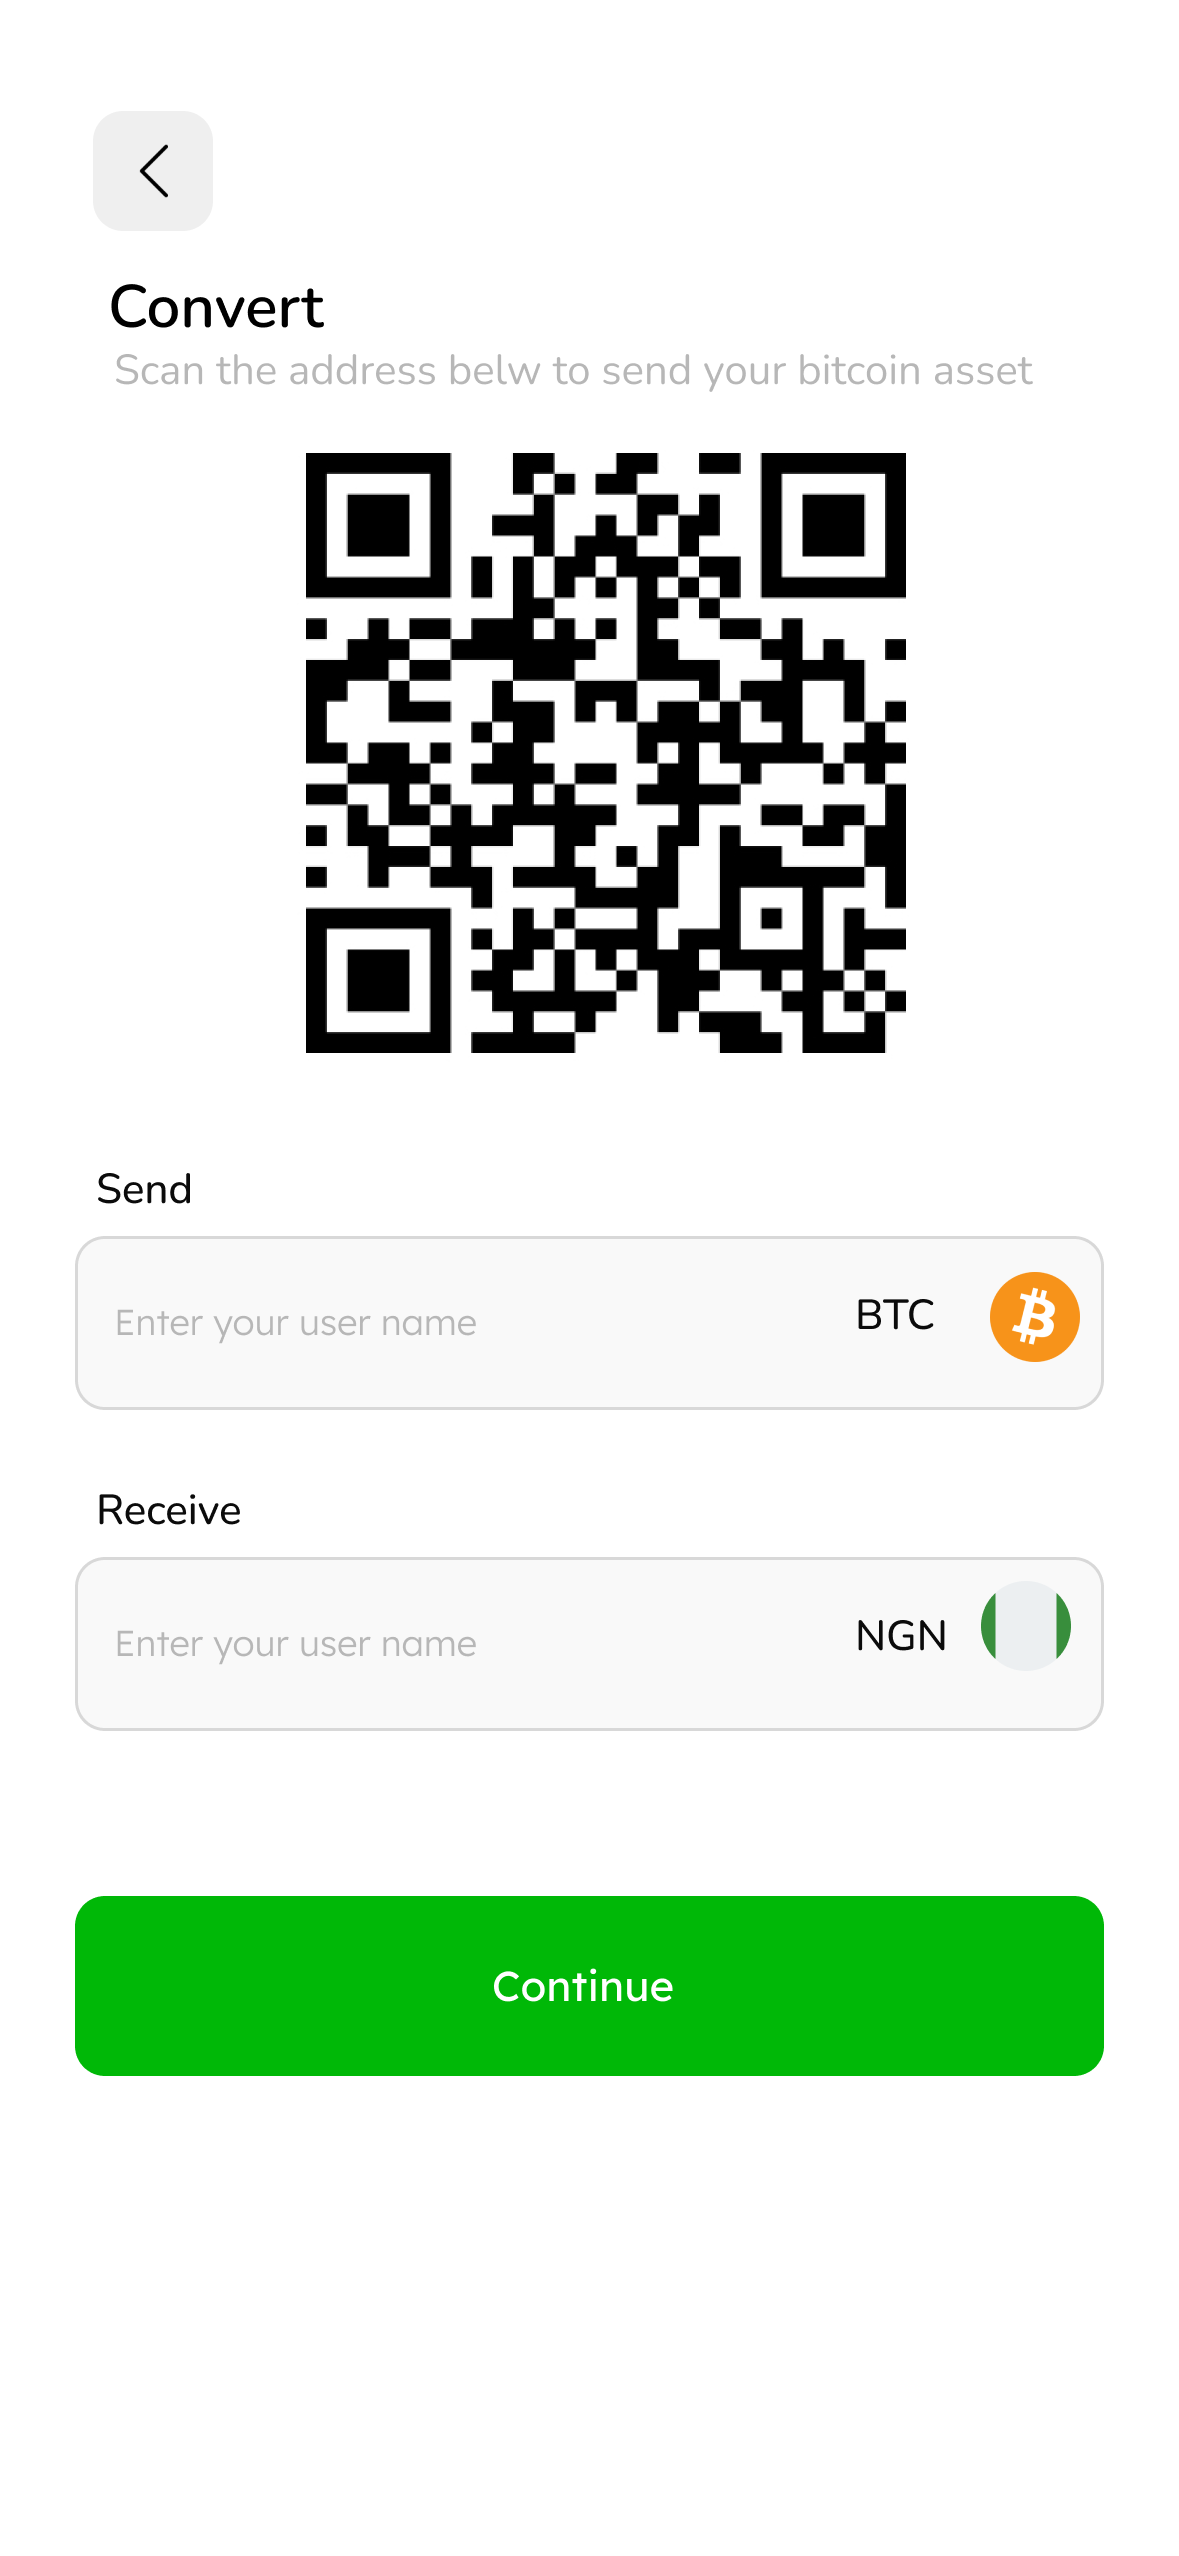 Convert
Scan the address belw to send your bitcoin asset
Send
Enter your user name
BTC
Receive
Enter your user name
NGN
Continue